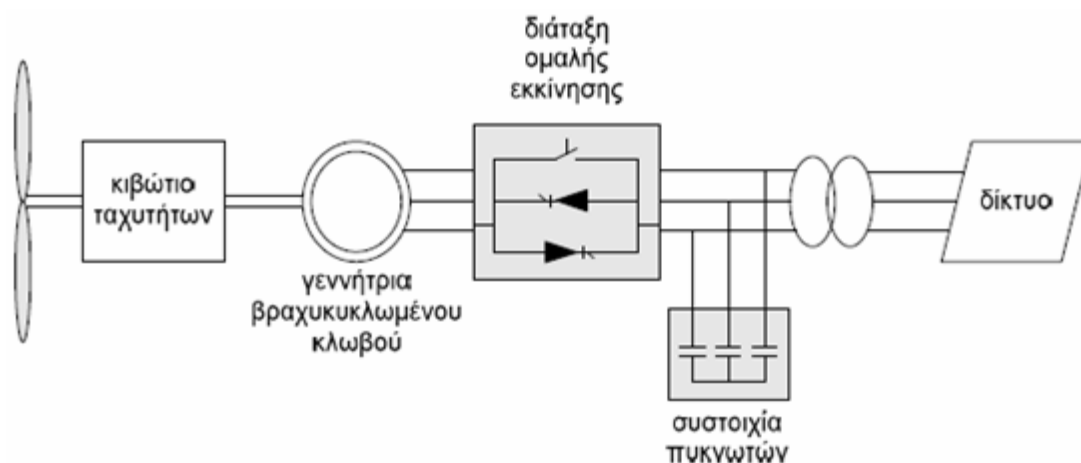 διάταξη
ομαλής
εκκίνησης
κιβώτιο
ταχυτήτων
δίκτυο
γεννήτρια
βραχυκυκλωμένου
κλωβού
συστοιχία
πυκνωτών